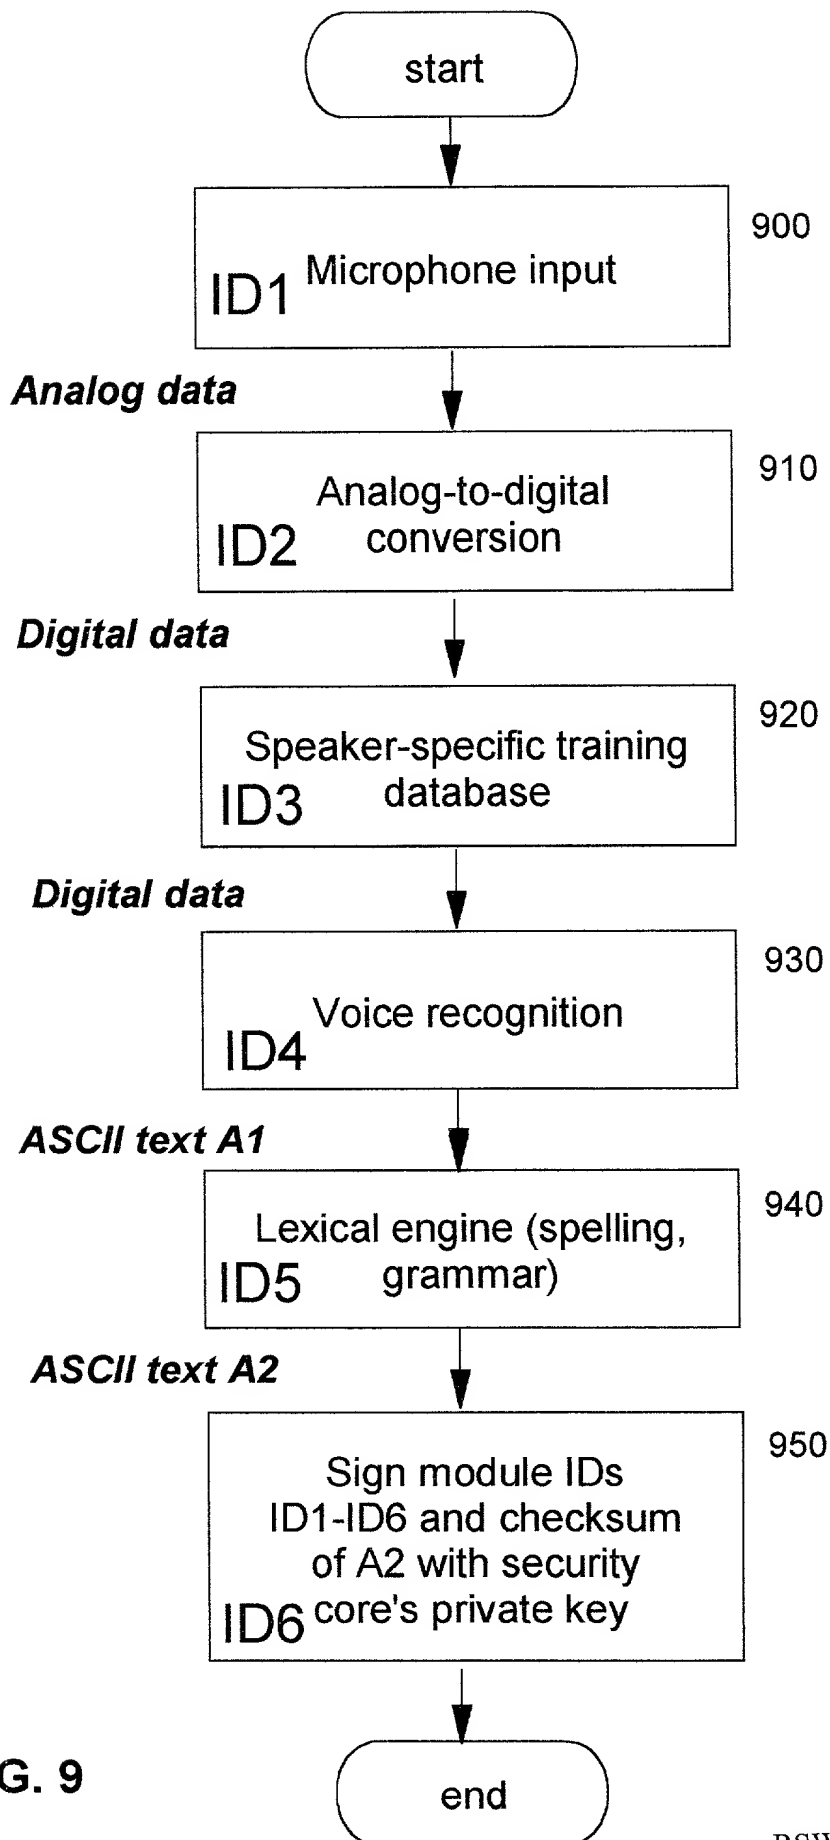 start
900
Microphone input
ID1
Analog data
910
Analog-to-digital
conversion
ID2
Digital data
920
Speaker-specific training
database
ID3
Digital data
930
Voice recognition
ID4
ASCII text A1
940
Lexical engine (spelling,
grammar)
ID5
ASCII text A2
950
Sign module IDs
ID1-ID6 and checksum
of A2 with security
core's private key
ID6
end
G. 9